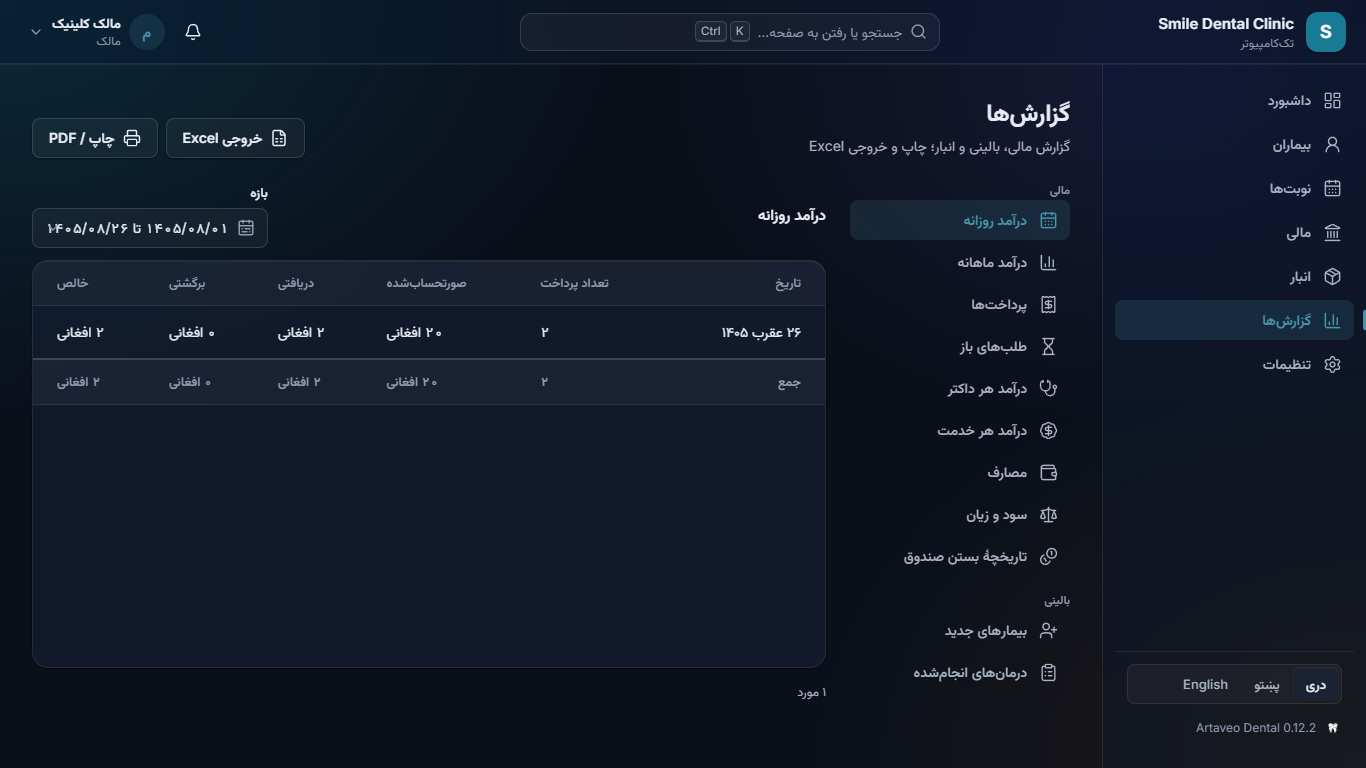 Smile Dental Clinic
تک‌کامپیوتر
S
جستجو یا رفتن به صفحه... K Ctrl
مالک کلینیک
مالک
م
داشبورد
بیماران
نوبت‌ها
مالی
انبار
گزارش‌ها
تنظیمات
دری
پښتو
English
Artaveo Dental 0.12.2
گزارش‌ها
گزارش مالی، بالینی و انبار؛ چاپ و خروجی Excel
خروجی Excel
چاپ / PDF
مالی
درآمد روزانه
درآمد ماهانه
پرداخت‌ها
طلب‌های باز
درآمد هر داکتر
درآمد هر خدمت
مصارف
سود و زیان
تاریخچهٔ بستن صندوق
بالینی
بیمارهای جدید
درمان‌های انجام‌شده
درآمد روزانه
بازه
۱۴۰۵/۰۸/۰۱ تا ۱۴۰۵/۰۸/۲۶
تاریخ تعداد پرداخت صورتحساب‌شده دریافتی برگشتی خالص
۲۶ عقرب ۱۴۰۵ ۲ ۲۰ افغانی ۲ افغانی ۰ افغانی ۲ افغانی
جمع ۲ ۲۰ افغانی ۲ افغانی ۰ افغانی ۲ افغانی
۱ مورد